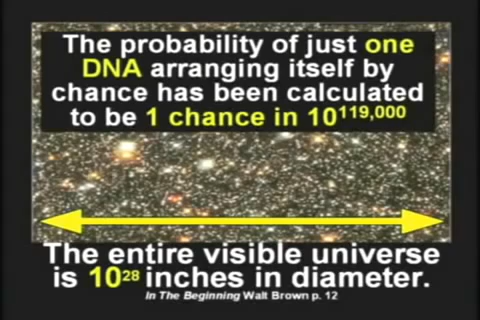 The probability of just one
DNA arranging itself by
chance has been calculated
to be 1 chance in 10¹¹⁹,⁰⁰⁰
The entire visible universe
is 10²⁸ inches in diameter.
In The Beginning Walt Brown p. 12